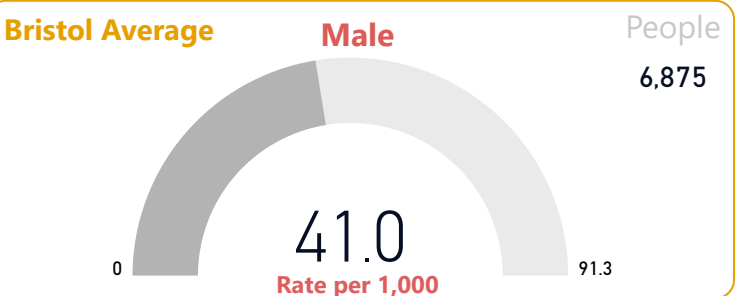 Bristol Average
Male
People
6,875
41.0
0
91.3
Rate per 1,000